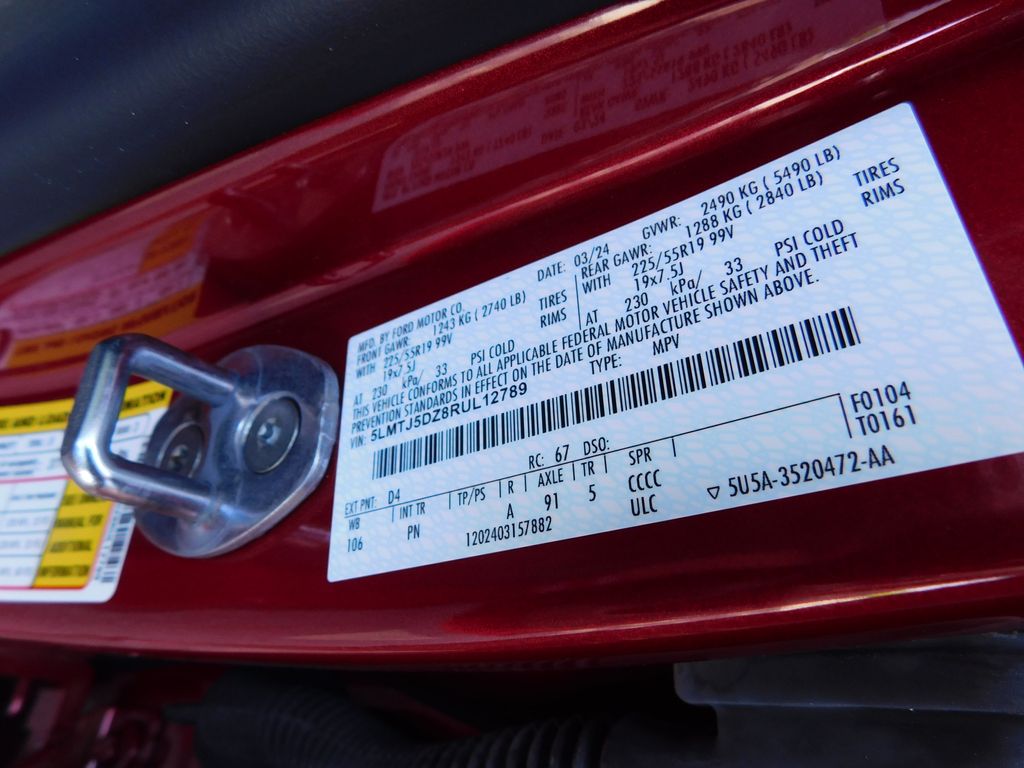 MFD. BY FORD MOTOR CO. DATE: 03/24 GVWR: 2490 KG ( 5490 LB)
FRONT GAWR: 1243 KG ( 2740 LB) REAR GAWR: 1288 KG ( 2840 LB)
WITH 225/55R19 99V TIRES WITH 225/55R19 99V TIRES
19x7.5J RIMS 19x7.5J RIMS
AT 230 kPa/ 33 PSI COLD AT 230 kPa/ 33 PSI COLD
THIS VEHICLE CONFORMS TO ALL APPLICABLE FEDERAL MOTOR VEHICLE SAFETY AND THEFT
PREVENTION STANDARDS IN EFFECT ON THE DATE OF MANUFACTURE SHOWN ABOVE.
VIN: 5LMTJ5DZ8RUL12789 TYPE: MPV
F0104
T0161
EXT PNT: D4 RC: 67 DSO:
WB INT TR TP/PS R AXLE TR SPR
106 PN A 91 5 CCCC
ULC
1202403157882
5U5A-3520472-AA
MANUAL FOR
ADDITIONAL
INFORMATION